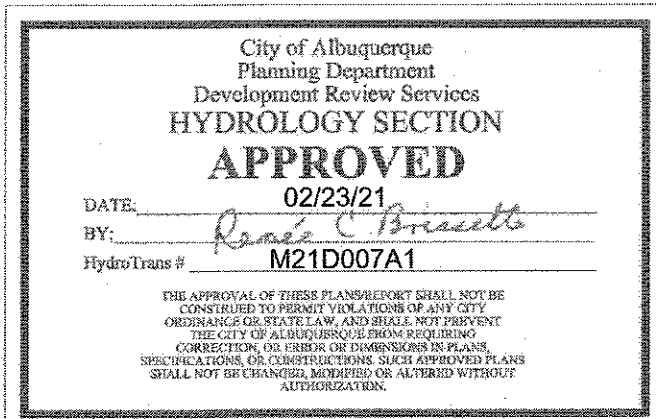 City of Albuquerque
Planning Department
Development Review Services
HYDROLOGY SECTION
APPROVED
DATE: 02/23/21
BY: Reneé C. Brissette
HydroTrans # M21D007A1
THE APPROVAL OF THESE PLANS/REPORT SHALL NOT BE
CONSTRUED TO PERMIT VIOLATIONS OF ANY CITY
ORDINANCE OR STATE LAW, AND SHALL NOT PREVENT
THE CITY OF ALBUQUERQUE FROM REQUIRING
CORRECTION, OR ERROR OR DIMENSIONS IN PLANS,
SPECIFICATIONS, OR CONSTRUCTIONS. SUCH APPROVED PLANS
SHALL NOT BE CHANGED, MODIFIED OR ALTERED WITHOUT
AUTHORIZATION.